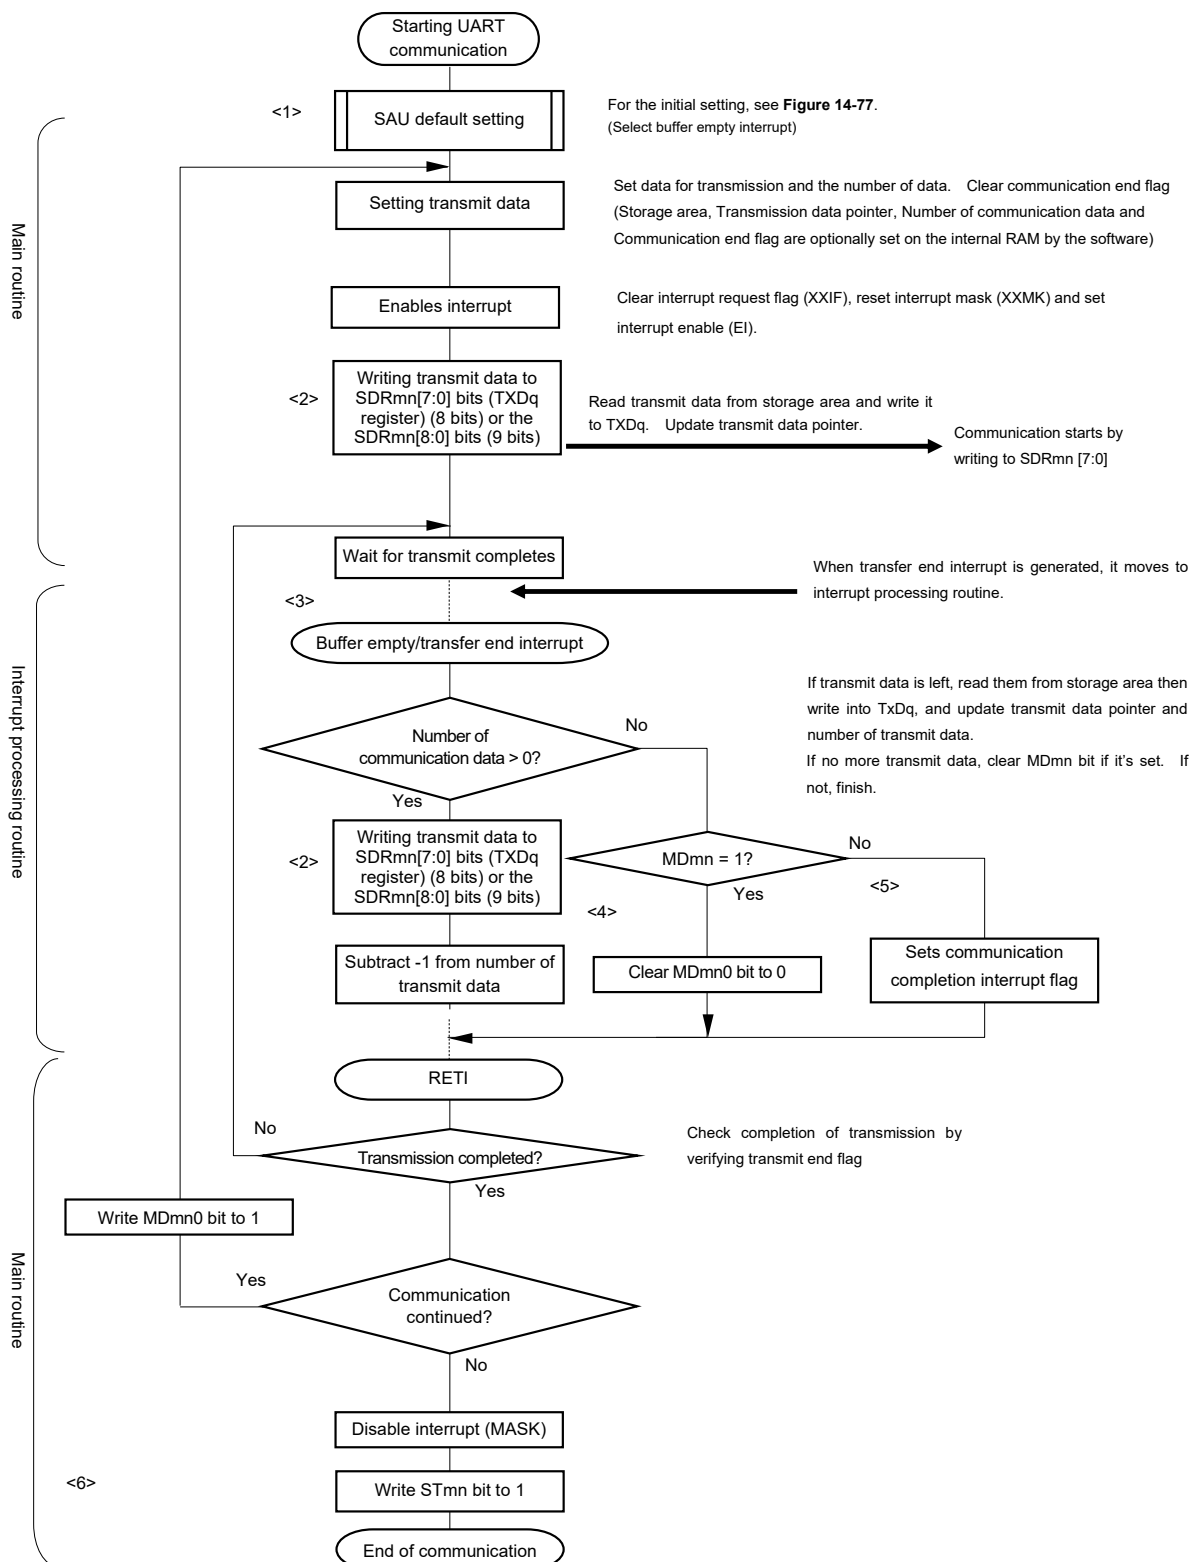 Starting UART
communication
<1>
SAU default setting
For the initial setting, see Figure 14-77.
(Select buffer empty interrupt)
Main routine
Setting transmit data
Set data for transmission and the number of data. Clear communication end flag
(Storage area, Transmission data pointer, Number of communication data and
Communication end flag are optionally set on the internal RAM by the software)
Enables interrupt
Clear interrupt request flag (XXIF), reset interrupt mask (XXMK) and set
interrupt enable (EI).
<2>
Writing transmit data to
SDRmn[7:0] bits (TXDq
register) (8 bits) or the
SDRmn[8:0] bits (9 bits)
Read transmit data from storage area and write it
to TXDq. Update transmit data pointer.
Communication starts by
writing to SDRmn [7:0]
Wait for transmit completes
When transfer end interrupt is generated, it moves to
interrupt processing routine.
<3>
Buffer empty/transfer end interrupt
Interrupt processing routine
If transmit data is left, read them from storage area then
write into TxDq, and update transmit data pointer and
number of transmit data.
If no more transmit data, clear MDmn bit if it's set. If
not, finish.
Number of
communication data > 0?
No
Yes
<2>
Writing transmit data to
SDRmn[7:0] bits (TXDq
register) (8 bits) or the
SDRmn[8:0] bits (9 bits)
MDmn = 1?
No
Yes
<4>
<5>
Subtract -1 from number of
transmit data
Clear MDmn0 bit to 0
Sets communication
completion interrupt flag
RETI
Main routine
No
Transmission completed?
Yes
Check completion of transmission by
verifying transmit end flag
Write MDmn0 bit to 1
Yes
Communication
continued?
No
Disable interrupt (MASK)
<6>
Write STmn bit to 1
End of communication